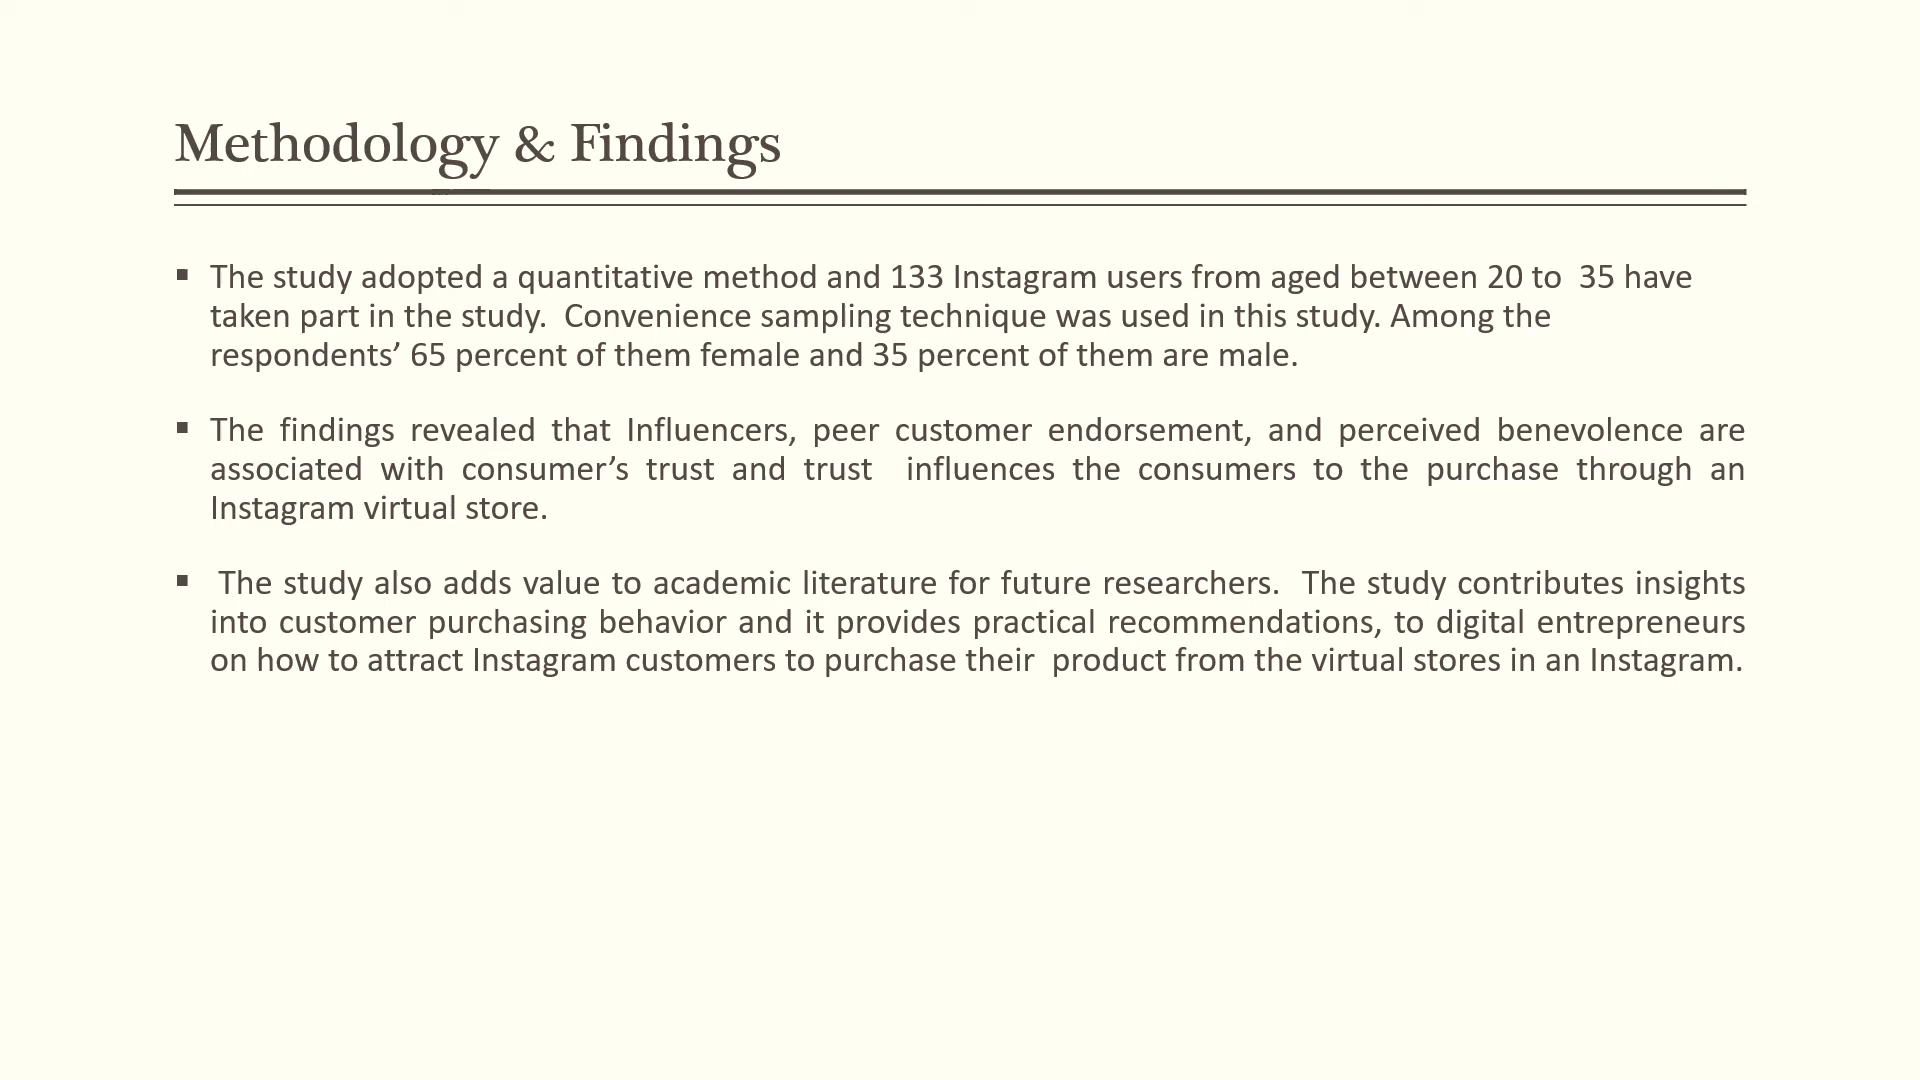 Methodology & Findings
▪ The study adopted a quantitative method and 133 Instagram users from aged between 20 to  35 have
taken part in the study.  Convenience sampling technique was used in this study. Among the
respondents’ 65 percent of them female and 35 percent of them are male.
▪ The findings revealed that Influencers, peer customer endorsement, and perceived benevolence are
associated with consumer’s trust and trust  influences the consumers to the purchase through an
Instagram virtual store.
▪ The study also adds value to academic literature for future researchers.  The study contributes insights
into customer purchasing behavior and it provides practical recommendations, to digital entrepreneurs
on how to attract Instagram customers to purchase their  product from the virtual stores in an Instagram.